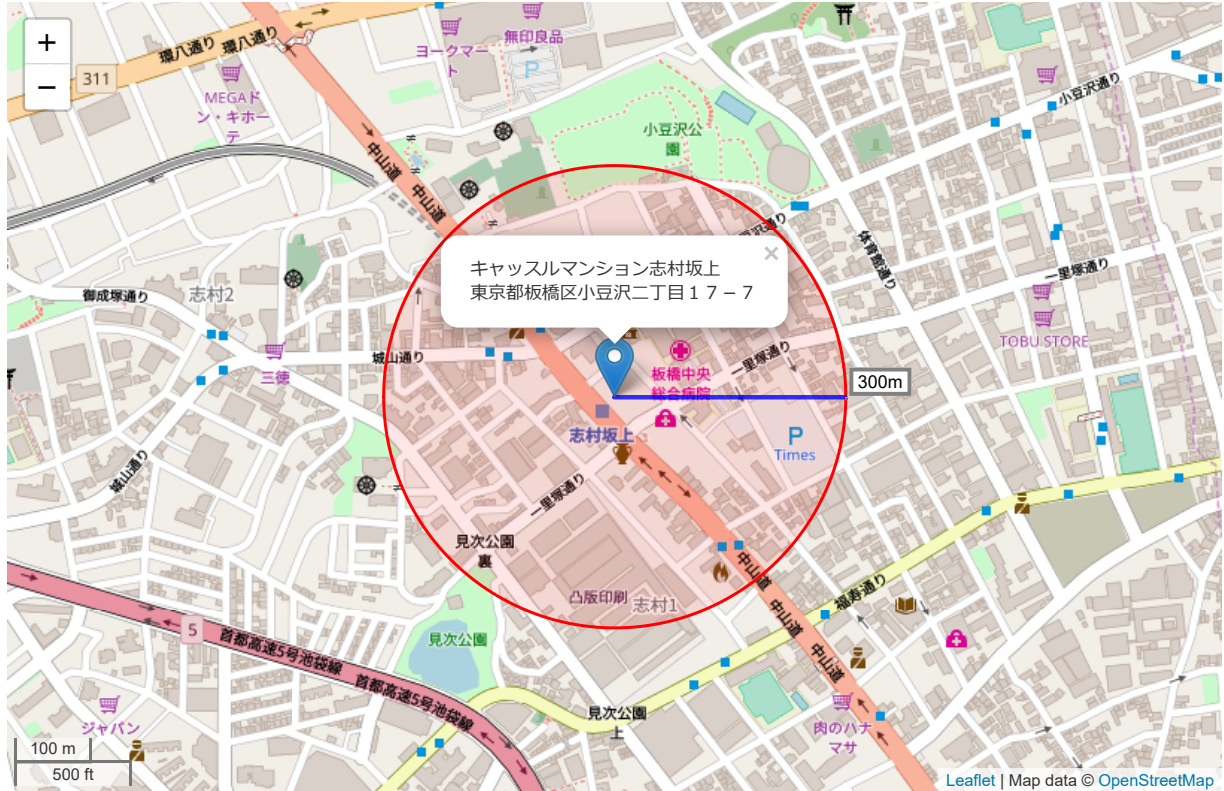 +
−
311
環八通り
環八通り
MEGAド
ン・キホー
テ
ヨークマー
ト
無印良品
P
小豆沢公
園
小豆沢通り
中山道
中山道
体育館通り
一里塚通り
TOBU STORE
御成塚通り
志村2
三徳
城山通り
城山通り
×
キャッスルマンション志村坂上
東京都板橋区小豆沢二丁目１７－７
板橋中央
総合病院
一里塚通り
300m
志村坂上
P
Times
一里塚通り
見次公園
裏
凸版印刷
志村1
中山道
中山道
中山道
福寿通り
5
首都高速5号池袋線
首都高速5号池袋線
見次公園
見次公園
上
肉のハナ
マサ
ジャパン
100 m
500 ft
Leaflet | Map data © OpenStreetMap